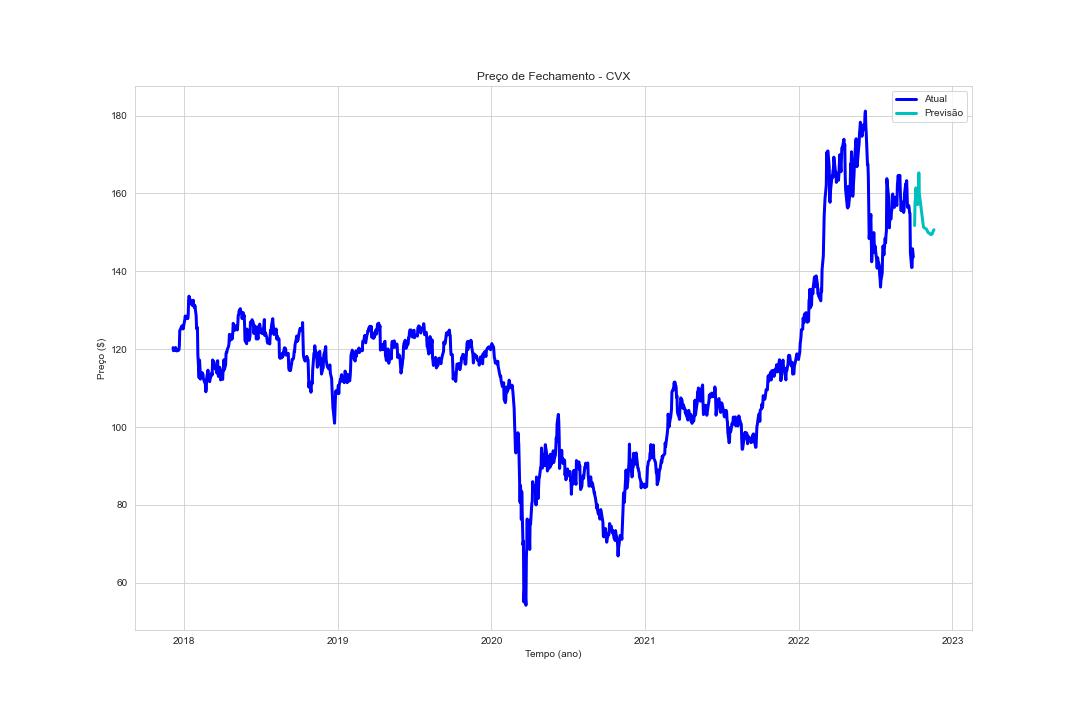 Preço de Fechamento - CVX
Atual
Previsão
Preço ($)
180
160
140
120
100
80
60
2018
2019
2020
2021
2022
2023
Tempo (ano)